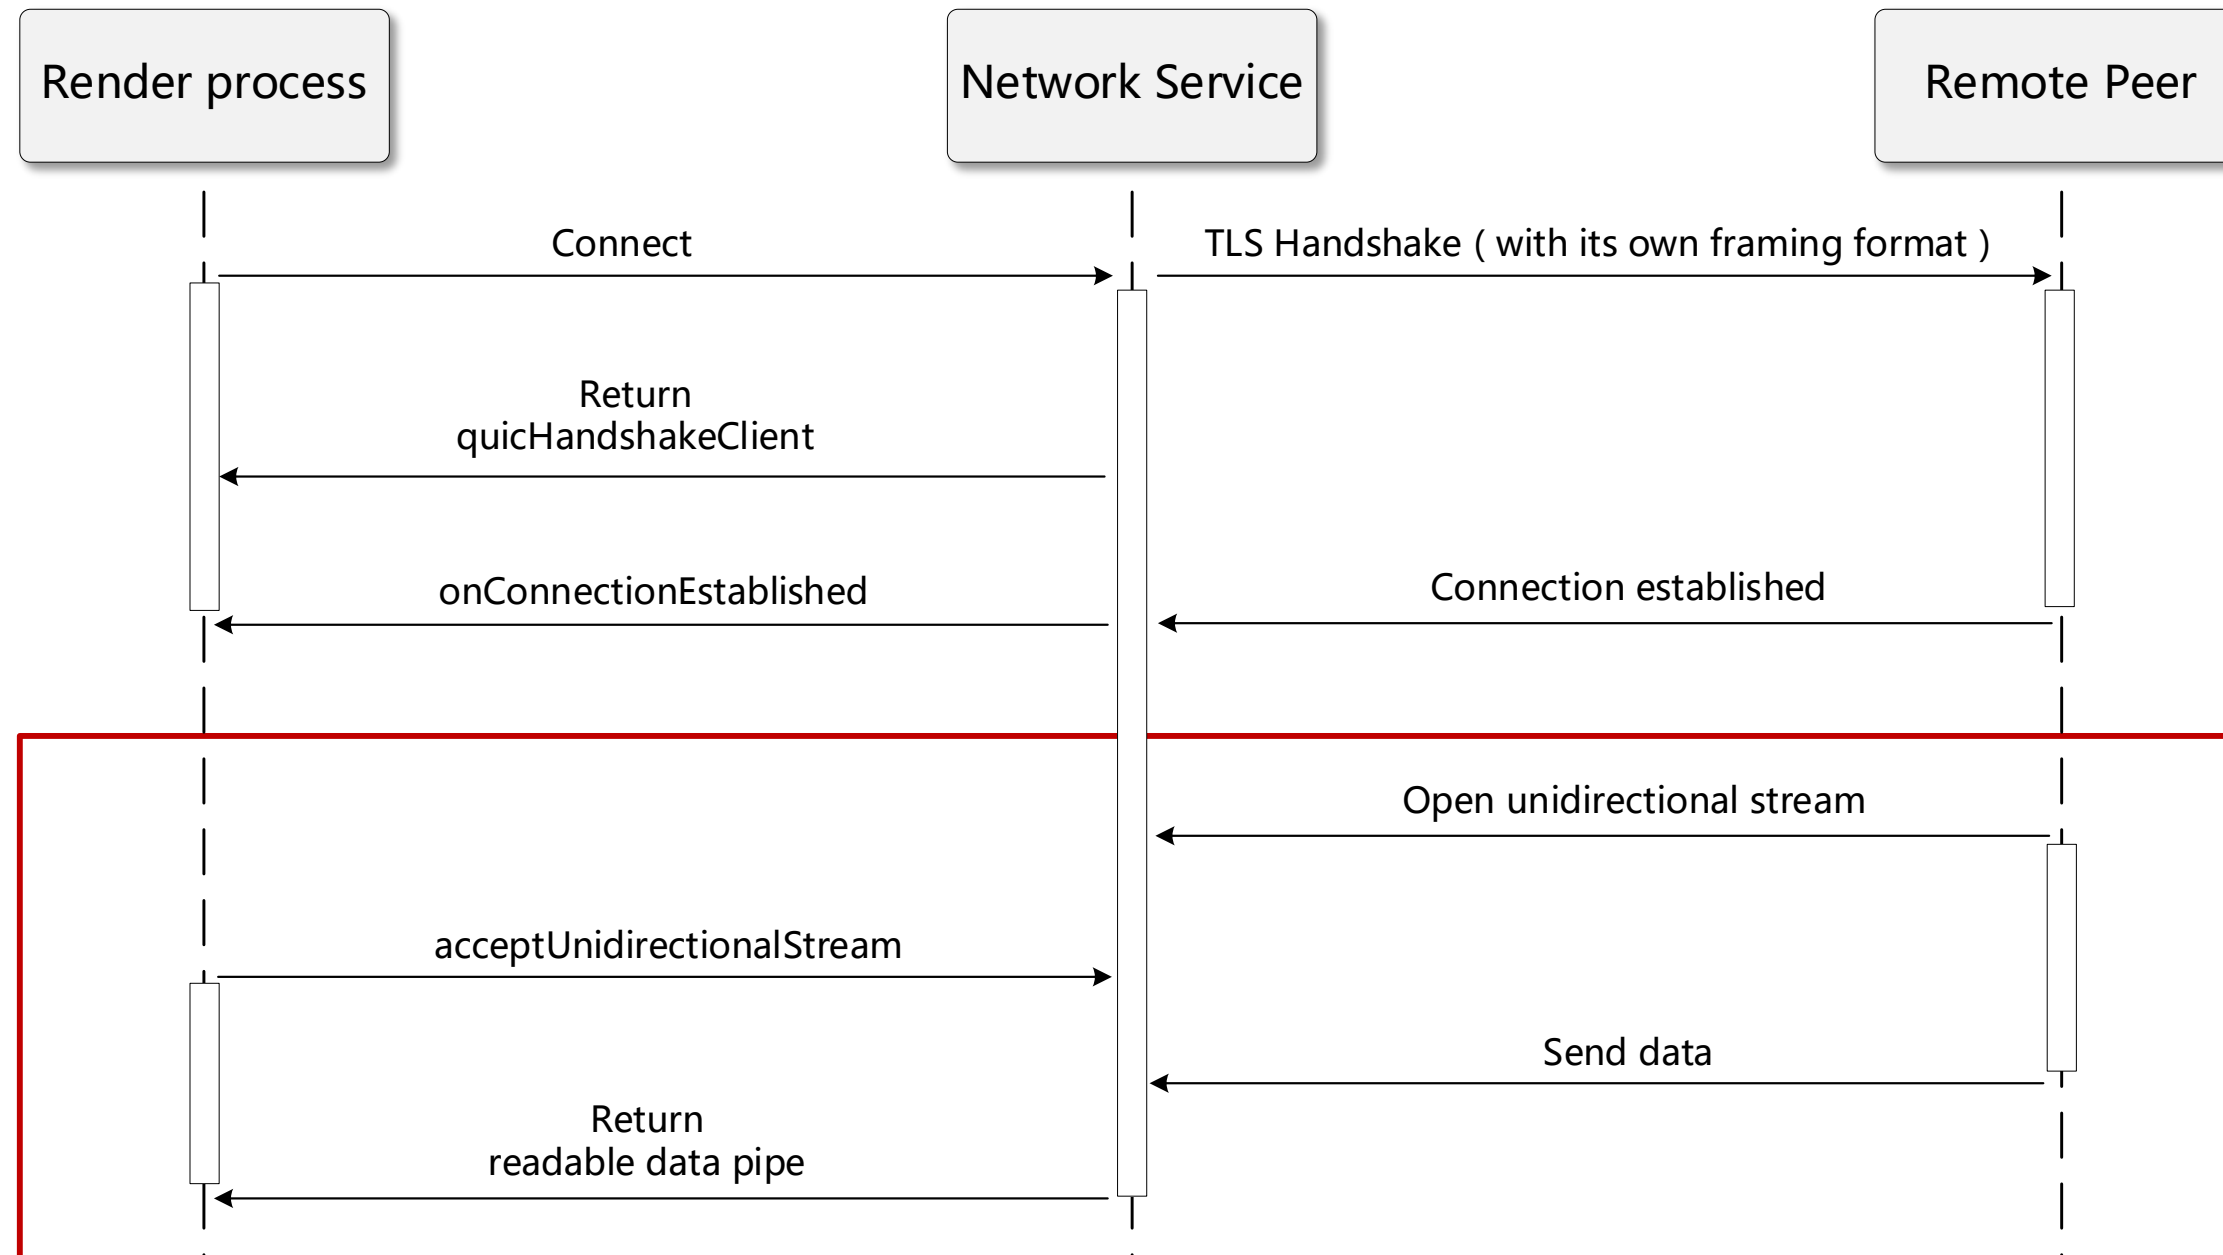 Render process
Network Service
Remote Peer
Connect
TLS Handshake ( with its own framing format )
Return
quicHandshakeClient
onConnectionEstablished
Connection established
Open unidirectional stream
acceptUnidirectionalStream
Send data
Return
readable data pipe